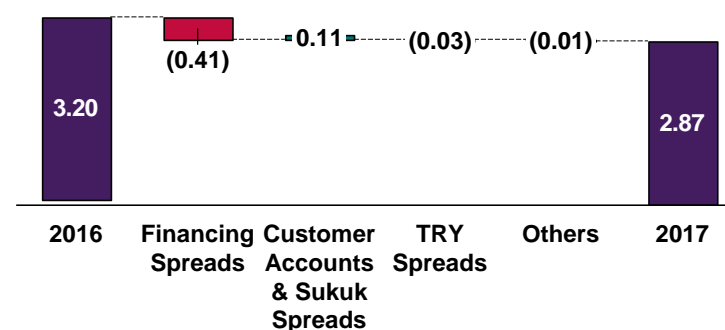 3.20
(0.41)
0.11
(0.03)
(0.01)
2.87
2016
Financing
Spreads
Customer
Accounts
& Sukuk
Spreads
TRY
Spreads
Others
2017